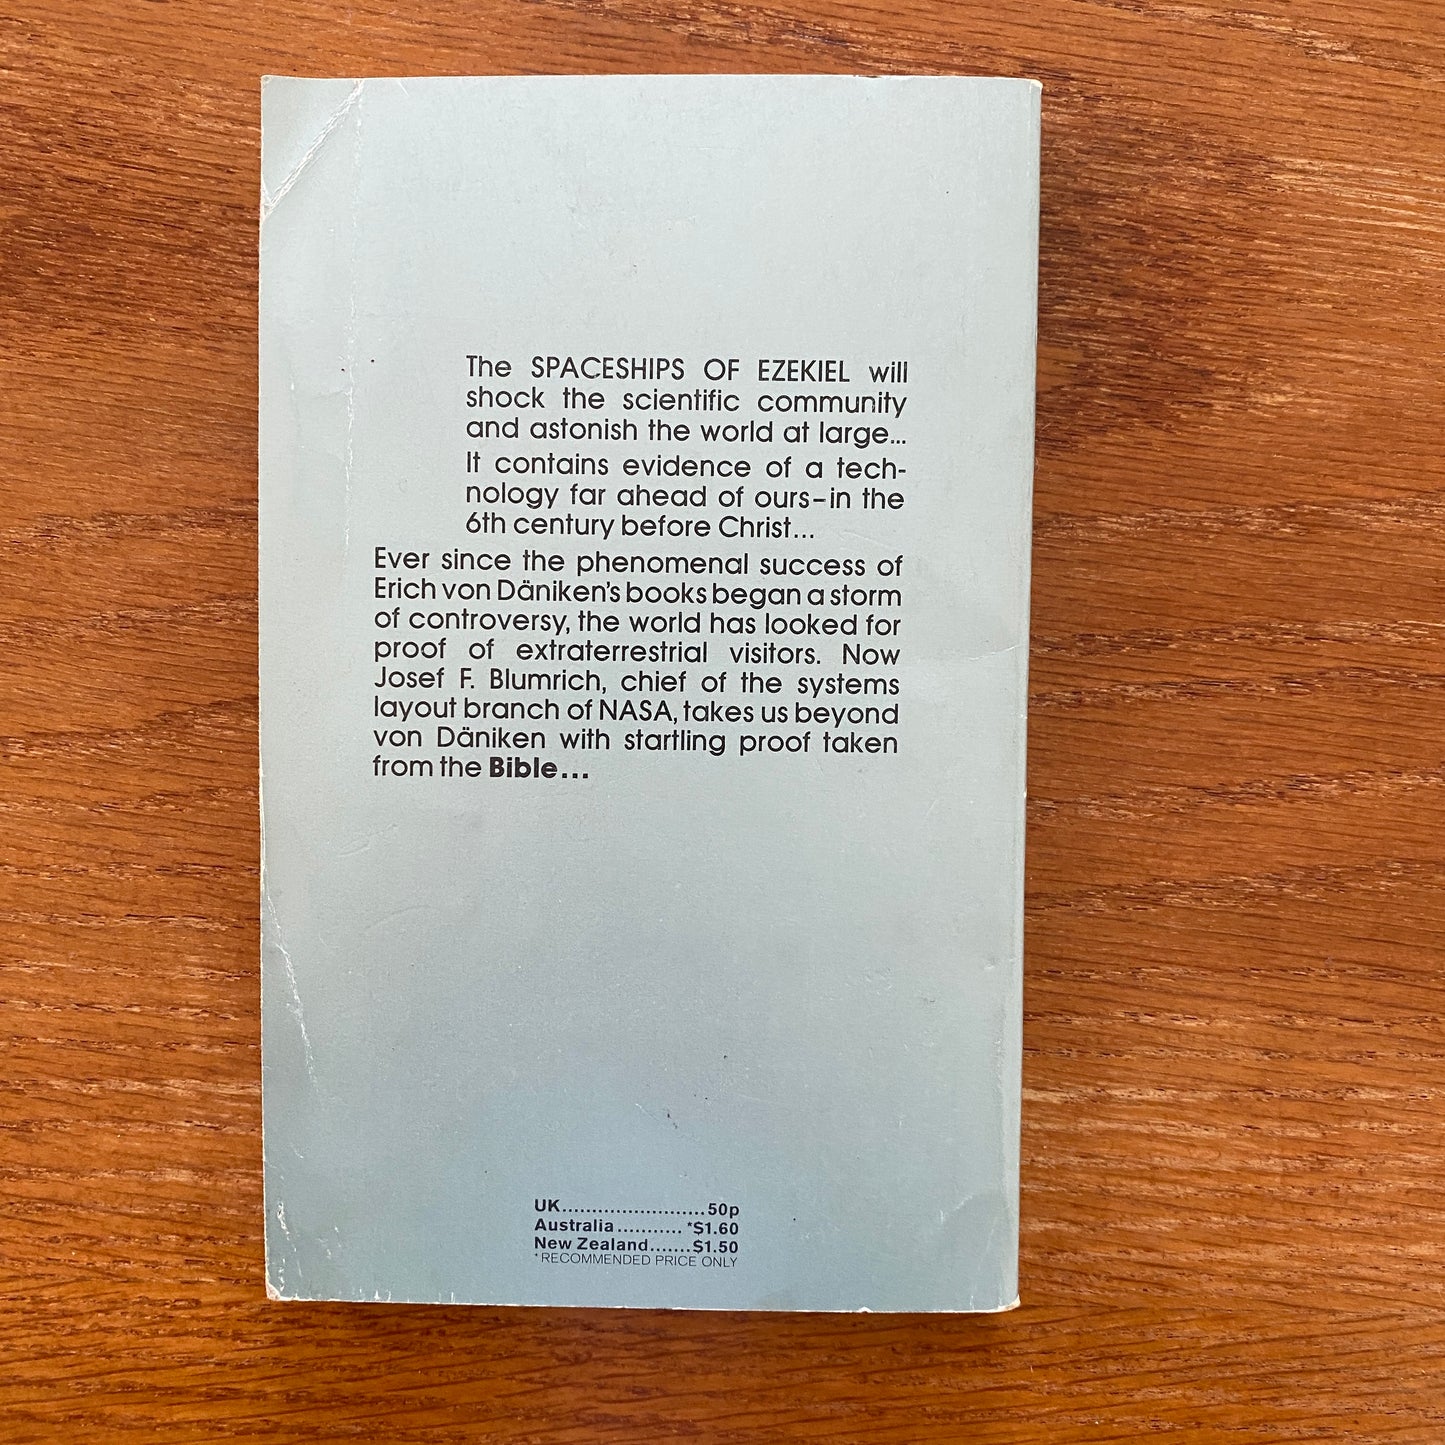 The SPACESHIPS OF EZEKIEL will
shock the scientific community
and astonish the world at large...
It contains evidence of a tech-
nology far ahead of ours–in the
6th century before Christ...
Ever since the phenomenal success of
Erich von Däniken's books began a storm
of controversy, the world has looked for
proof of extraterrestrial visitors. Now
Josef F. Blumrich, chief of the systems
layout branch of NASA, takes us beyond
von Däniken with startling proof taken
from the Bible...
UK........................50p
Australia........... *$1.60
New Zealand.......$1.50
*RECOMMENDED PRICE ONLY